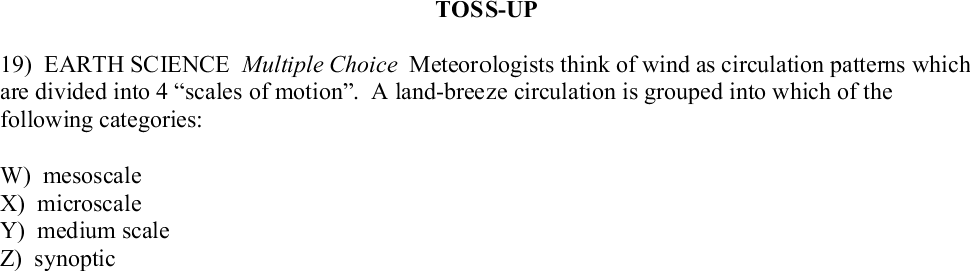 TOSS-UP
19) EARTH SCIENCE Multiple Choice Meteorologists think of wind as circulation patterns which
are divided into 4 “scales of motion”. A land-breeze circulation is grouped into which of the
following categories:
W) mesoscale
X) microscale
Y) medium scale
Z) synoptic